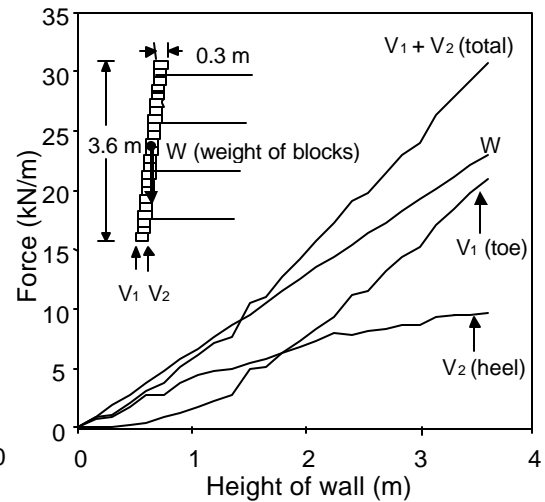 35
30
25
20
15
10
5
0
Force (kN/m)
0.3 m
3.6 m
W (weight of blocks)
V₁ V₂
V₁ + V₂ (total)
W
V₁ (toe)
V₂ (heel)
0
0 1 2 3 4
Height of wall (m)